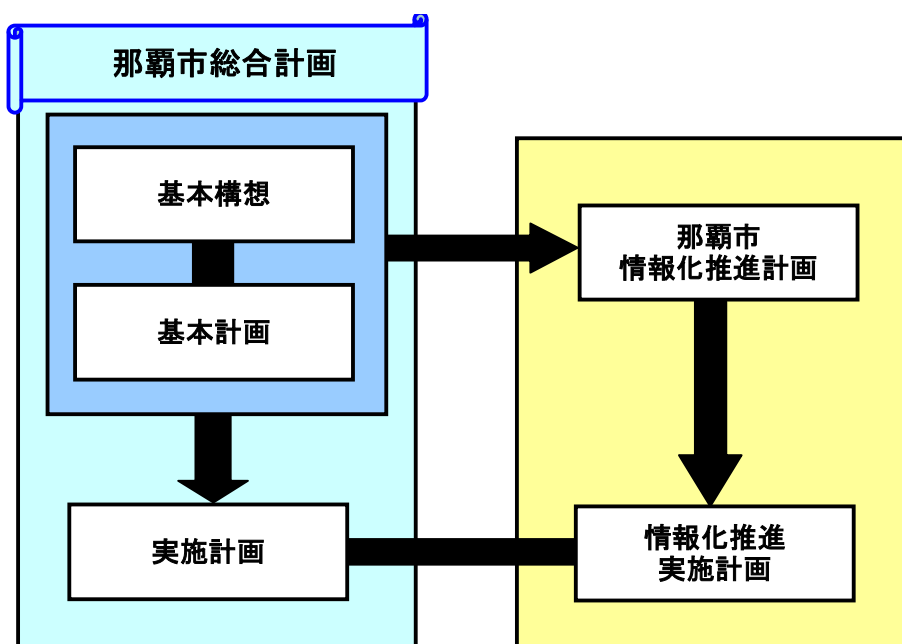 那覇市総合計画
基本構想
基本計画
実施計画
那覇市
情報化推進計画
情報化推進
実施計画